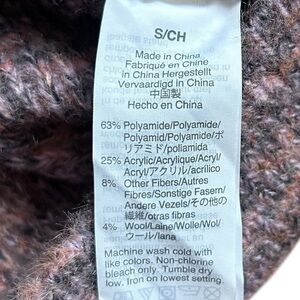 S/CH
Made in China
Fabriqué en Chine
in China Hergestellt
Vervaardigd in China
中国製
Hecho en China
63% Polyamide/Polyamide/
Polyamid/Polyamide/ポ
リアミド/poliamida
25% Acrylic/Acrylique/Acryl/
Acryl/アクリル/acrílico
8% Other Fibers/Autres
Fibres/Sonstige Fasern/
Andere Vezels/その他の
繊維/otras fibras
4% Wool/Laine/Wolle/Wol/
ウール/lana
Machine wash cold with
like colors. Non-chlorine
bleach only. Tumble dry
low. Iron on lowest setting.